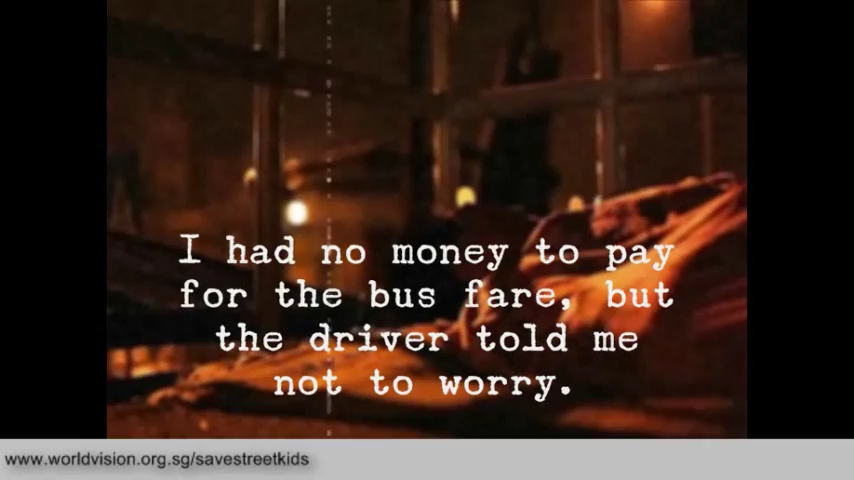 I had no money to pay
for the bus fare, but
the driver told me
not to worry.
www.worldvision.org.sg/savestreetkids